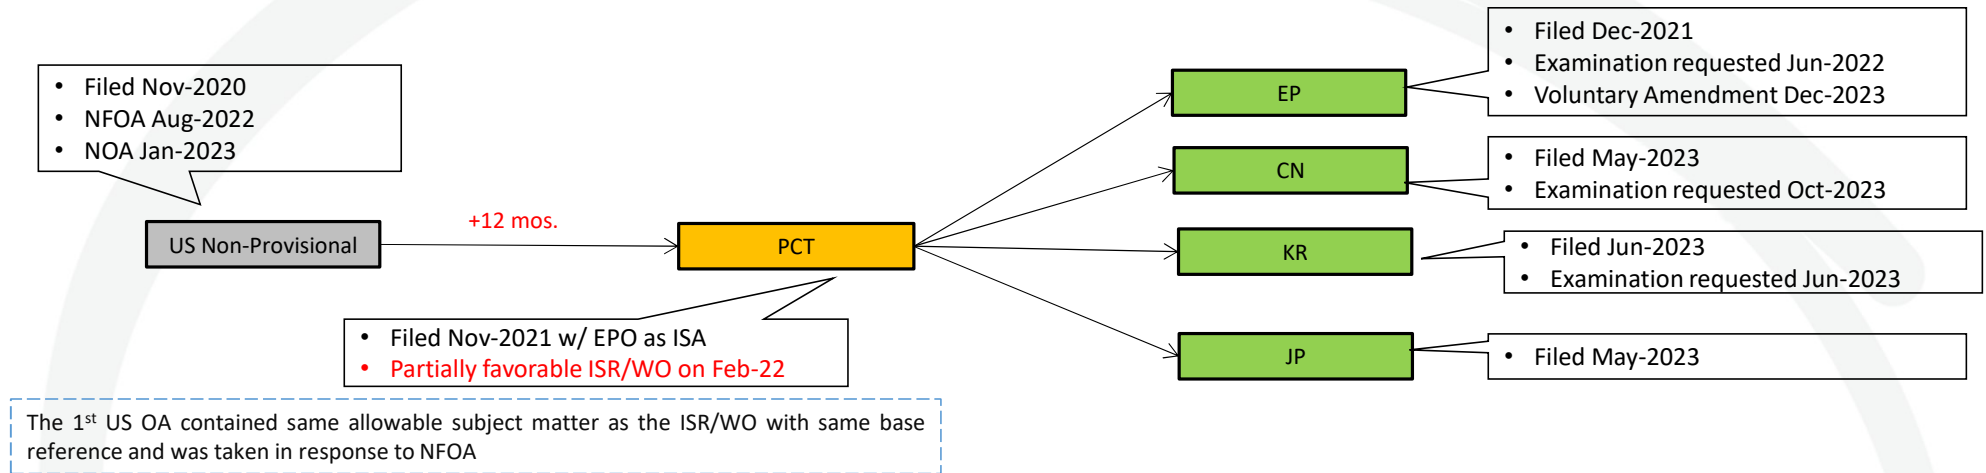 • Filed Nov-2020
• NFOA Aug-2022
• NOA Jan-2023
US Non-Provisional
+12 mos.
PCT
• Filed Nov-2021 w/ EPO as ISA
• Partially favorable ISR/WO on Feb-22
The 1st US OA contained same allowable subject matter as the ISR/WO with same base
reference and was taken in response to NFOA
EP
• Filed Dec-2021
• Examination requested Jun-2022
• Voluntary Amendment Dec-2023
CN
• Filed May-2023
• Examination requested Oct-2023
KR
• Filed Jun-2023
• Examination requested Jun-2023
JP
• Filed May-2023